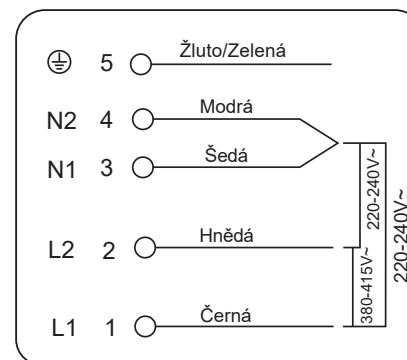 5 Žluto/Zelená
N2 4 Modrá
N1 3 Šedá
L2 2 Hnědá
L1 1 Černá
220-240V~
380-415V~
220-240V~